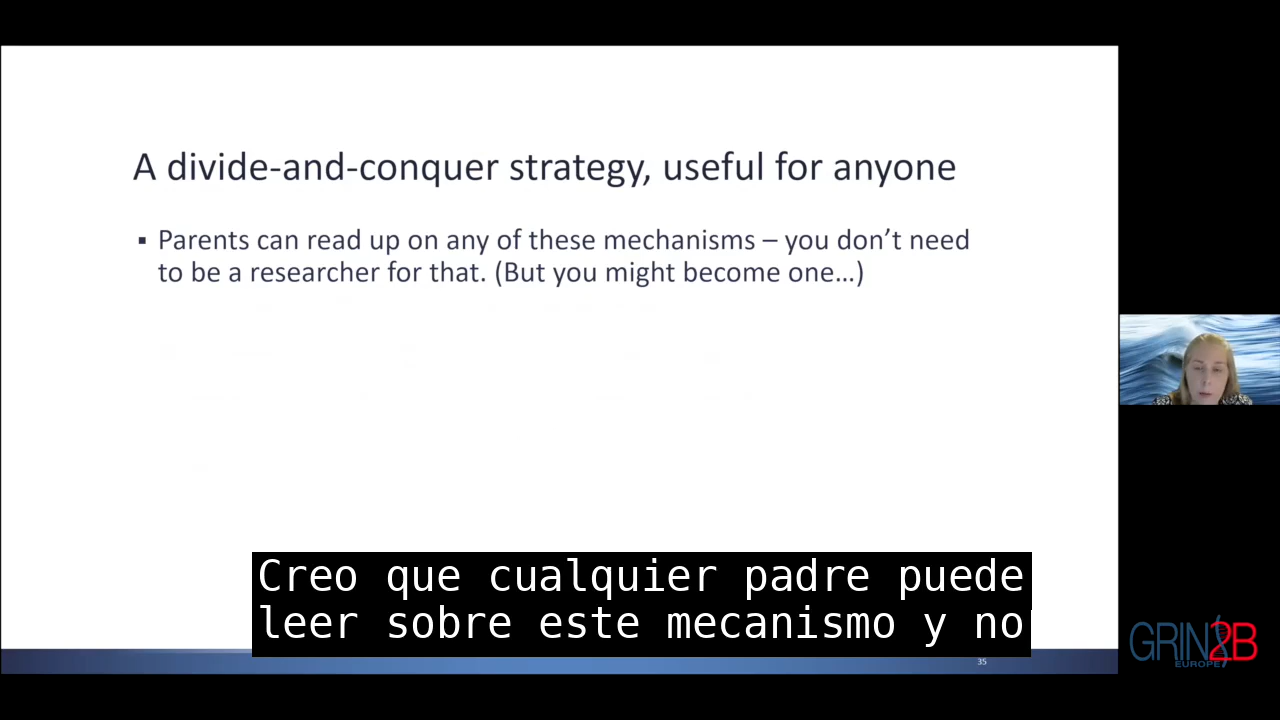 A divide-and-conquer strategy, useful for anyone
▪ Parents can read up on any of these mechanisms – you don’t need
to be a researcher for that. (But you might become one…)
Creo que cualquier padre puede
leer sobre este mecanismo y no
35
GRIN2B
EUROPE